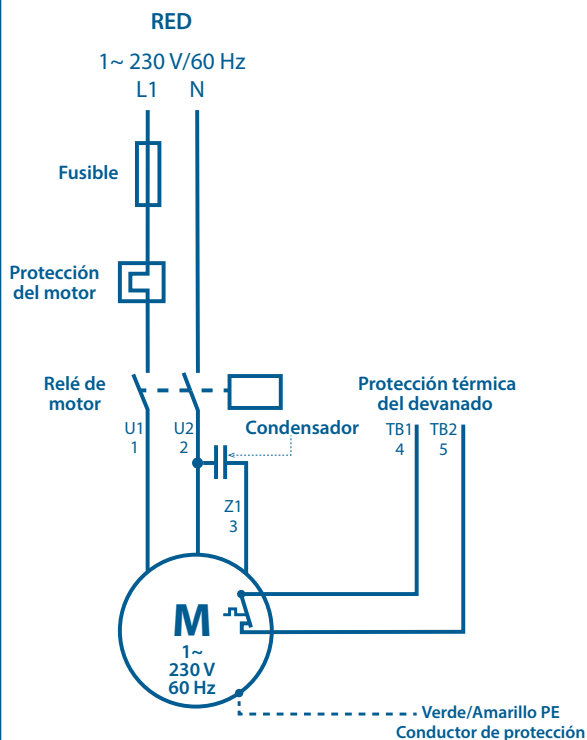 RED
1~ 230 V/60 Hz
L1 N
Fusible
Protección
del motor
Relé de
motor
Protección térmica
del devanado
U1
1
U2
2
Condensador
TB1
4
TB2
5
Z1
3
M
1~
230 V
60 Hz
Verde/Amarillo PE
Conductor de protección